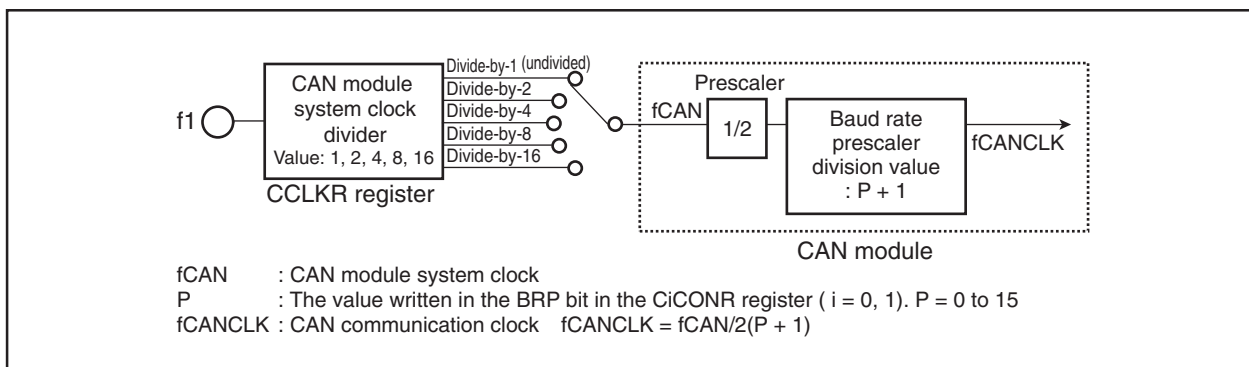 f1
CAN module
system clock
divider
Value: 1, 2, 4, 8, 16
CCLKR register
Divide-by-1 (undivided)
Divide-by-2
Divide-by-4
Divide-by-8
Divide-by-16
fCAN
Prescaler
1/2
Baud rate
prescaler
division value
: P + 1
fCANCLK
CAN module
fCAN : CAN module system clock
P : The value written in the BRP bit in the CiCONR register ( i = 0, 1). P = 0 to 15
fCANCLK : CAN communication clock fCANCLK = fCAN/2(P + 1)